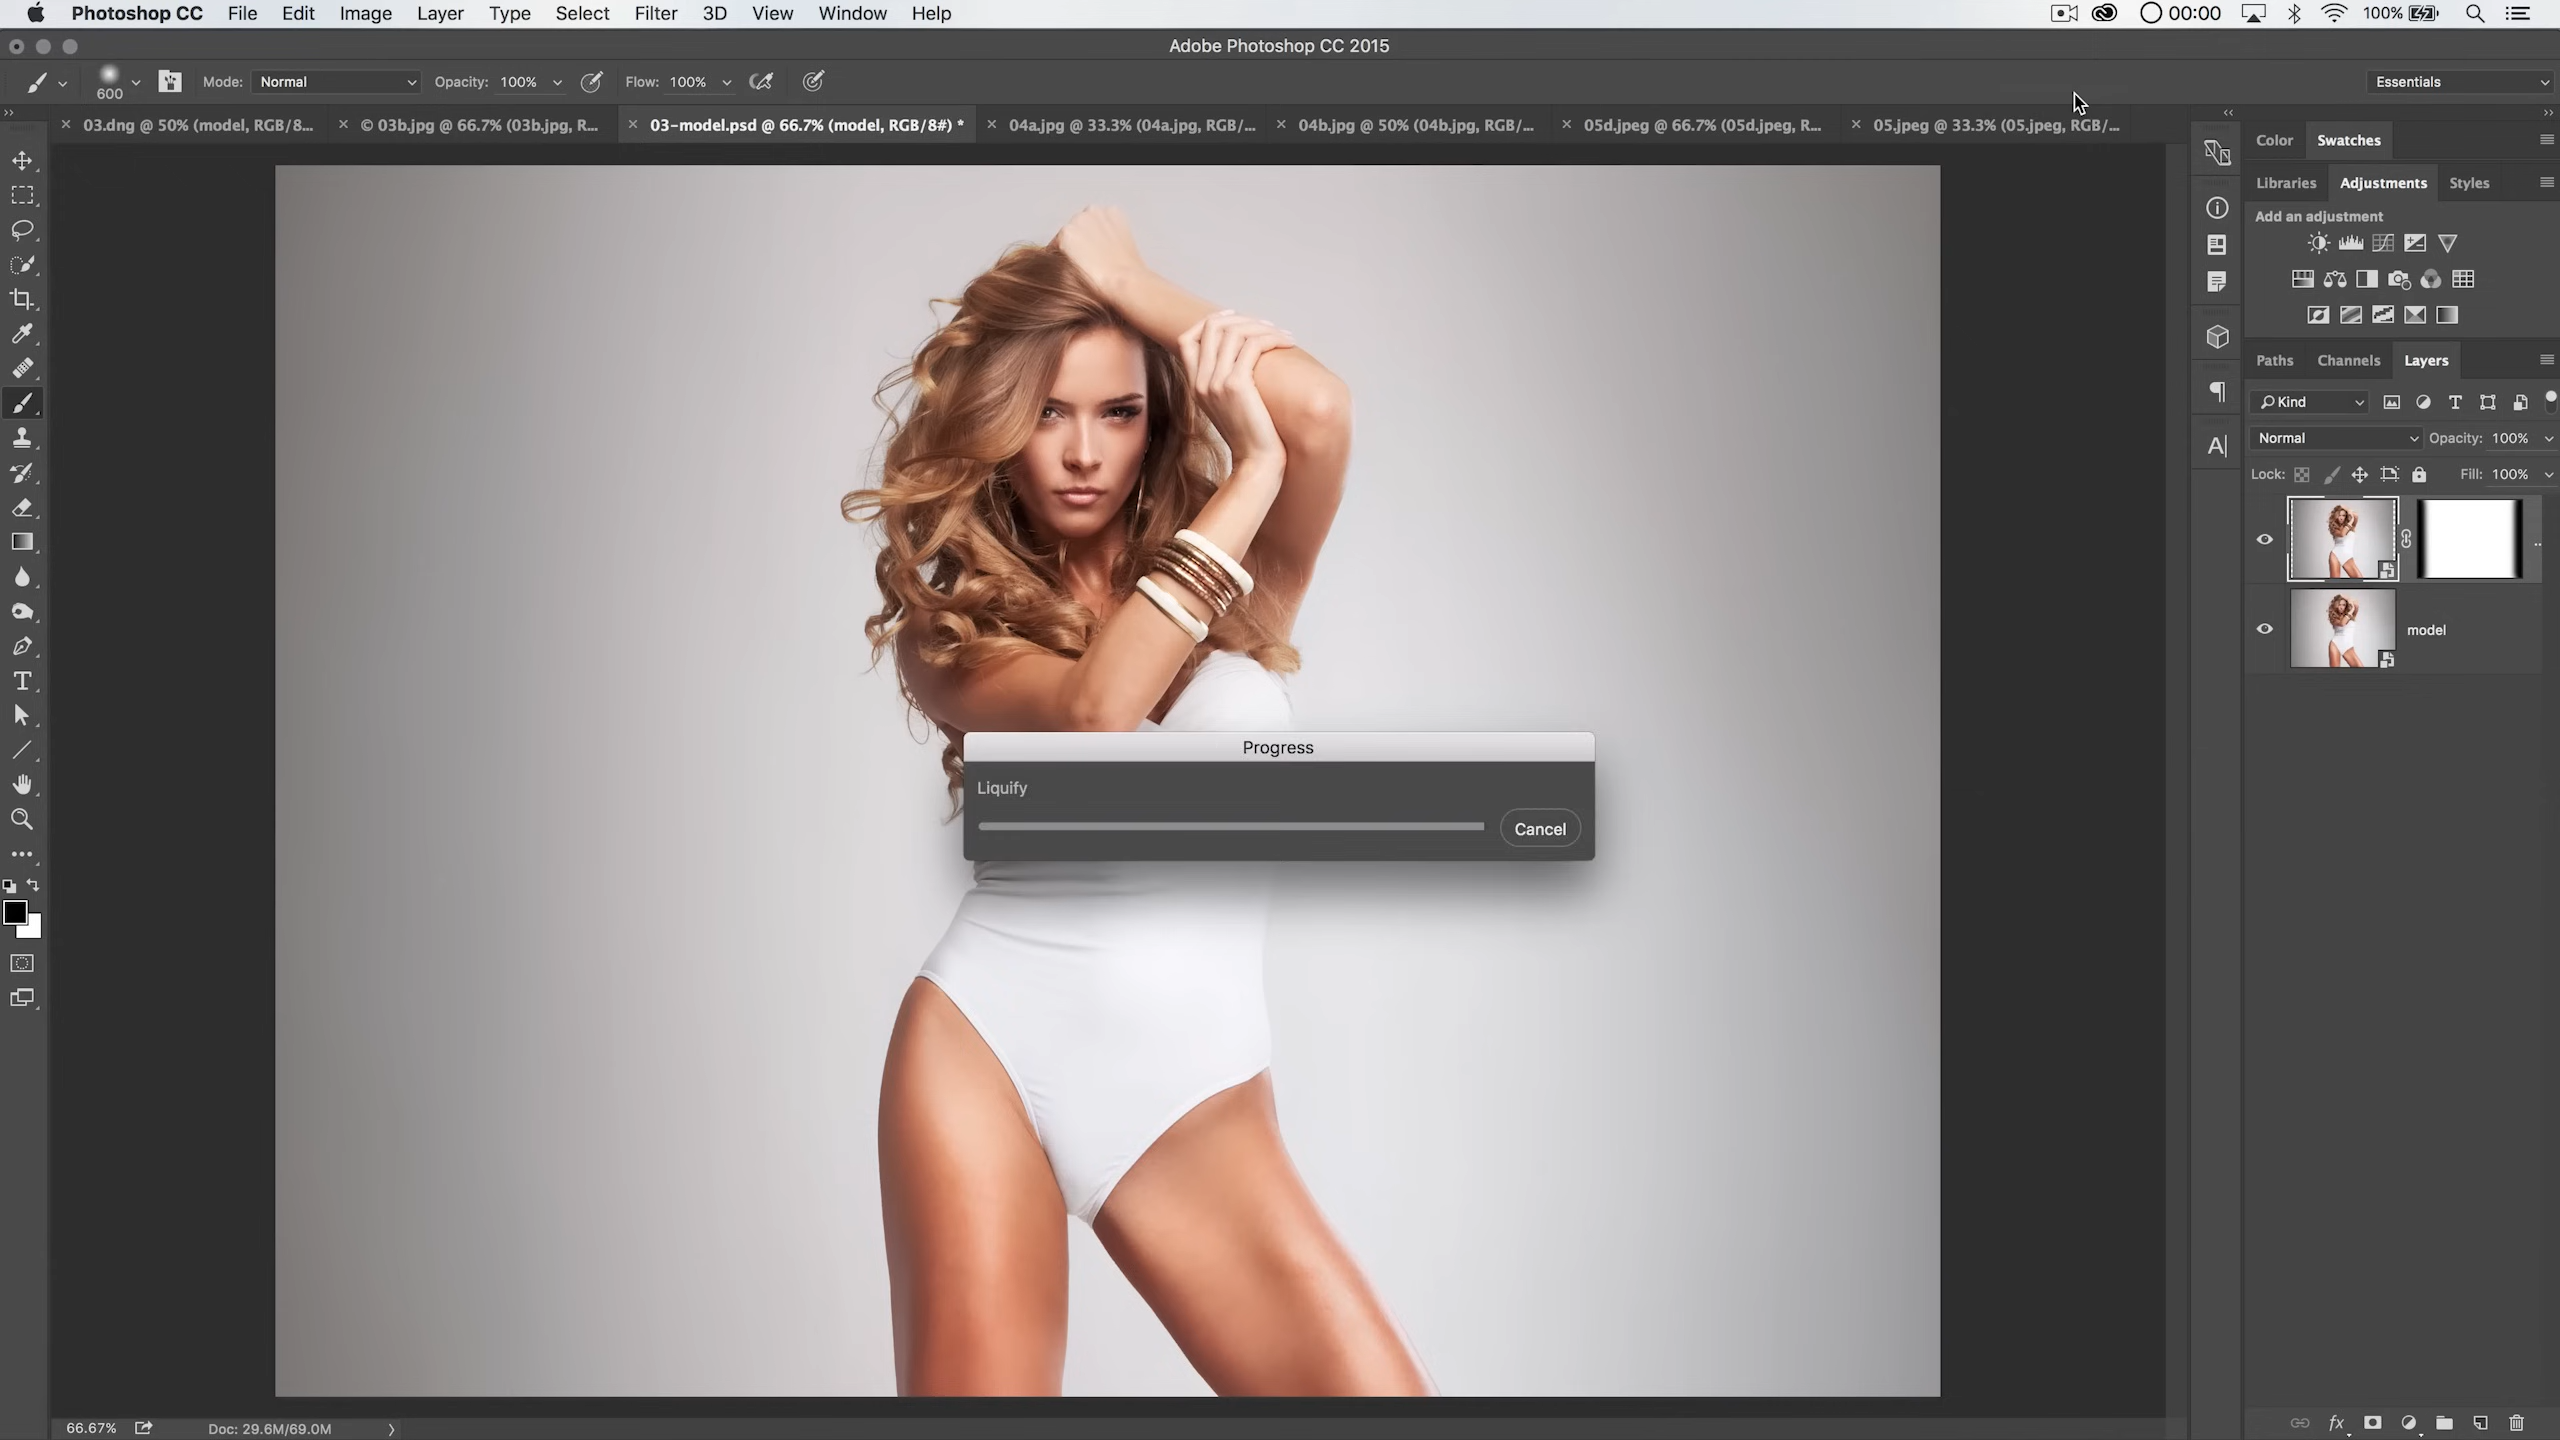 Photoshop CC File Edit Image Layer Type Select Filter 3D View Window Help 00:00 100%
Adobe Photoshop CC 2015
600 Mode: Normal Opacity: 100% Flow: 100% Essentials
03.dng @ 50% (model, RGB/8... © 03b.jpg @ 66.7% (03b.jpg, R... 03-model.psd @ 66.7% (model, RGB/8#) * 04a.jpg @ 33.3% (04a.jpg, RGB/... 04b.jpg @ 50% (04b.jpg, RGB/... 05d.jpeg @ 66.7% (05d.jpeg, R... 05.jpeg @ 33.3% (05.jpeg, RGB/...
Color Swatches
Libraries Adjustments Styles
Add an adjustment
Paths Channels Layers
Kind
Normal Opacity: 100%
Lock: Fill: 100%
model
Progress
Liquify
Cancel
66.67% Doc: 29.6M/69.0M
fx